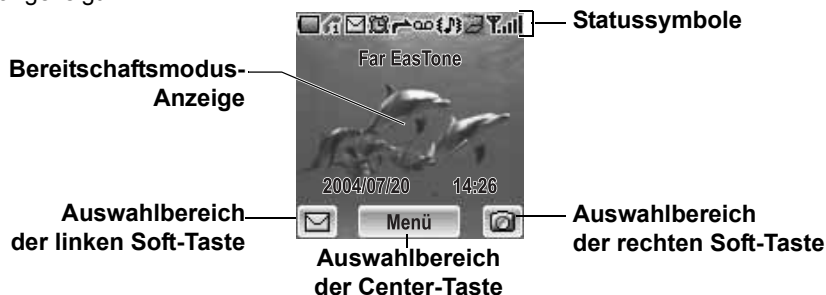 Statussymbole
Far EasTone
Bereitschaftsmodus-
Anzeige
2004/07/20 14:26
Menü
Auswahlbereich
der linken Soft-Taste
Auswahlbereich
der Center-Taste
Auswahlbereich
der rechten Soft-Taste